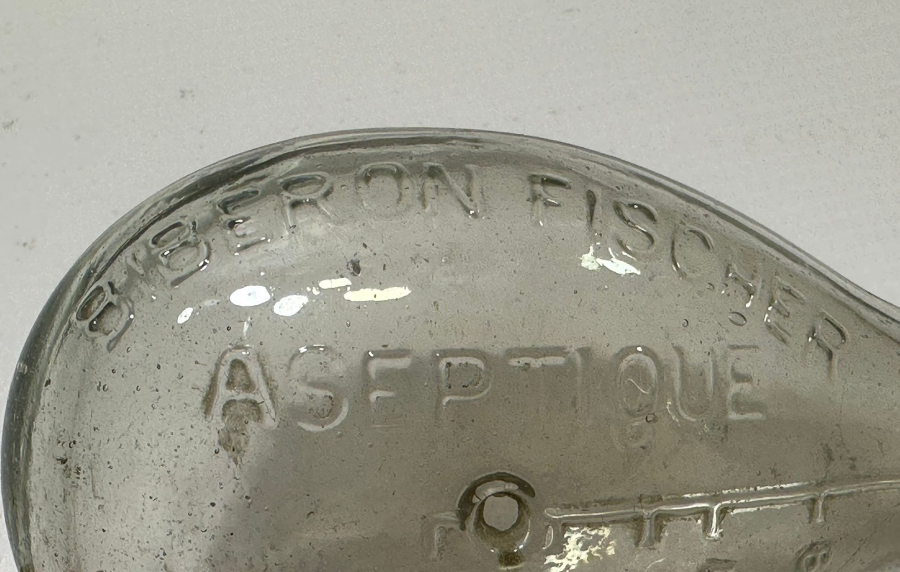 BIBERON FISCHER
ASEPTIQUE